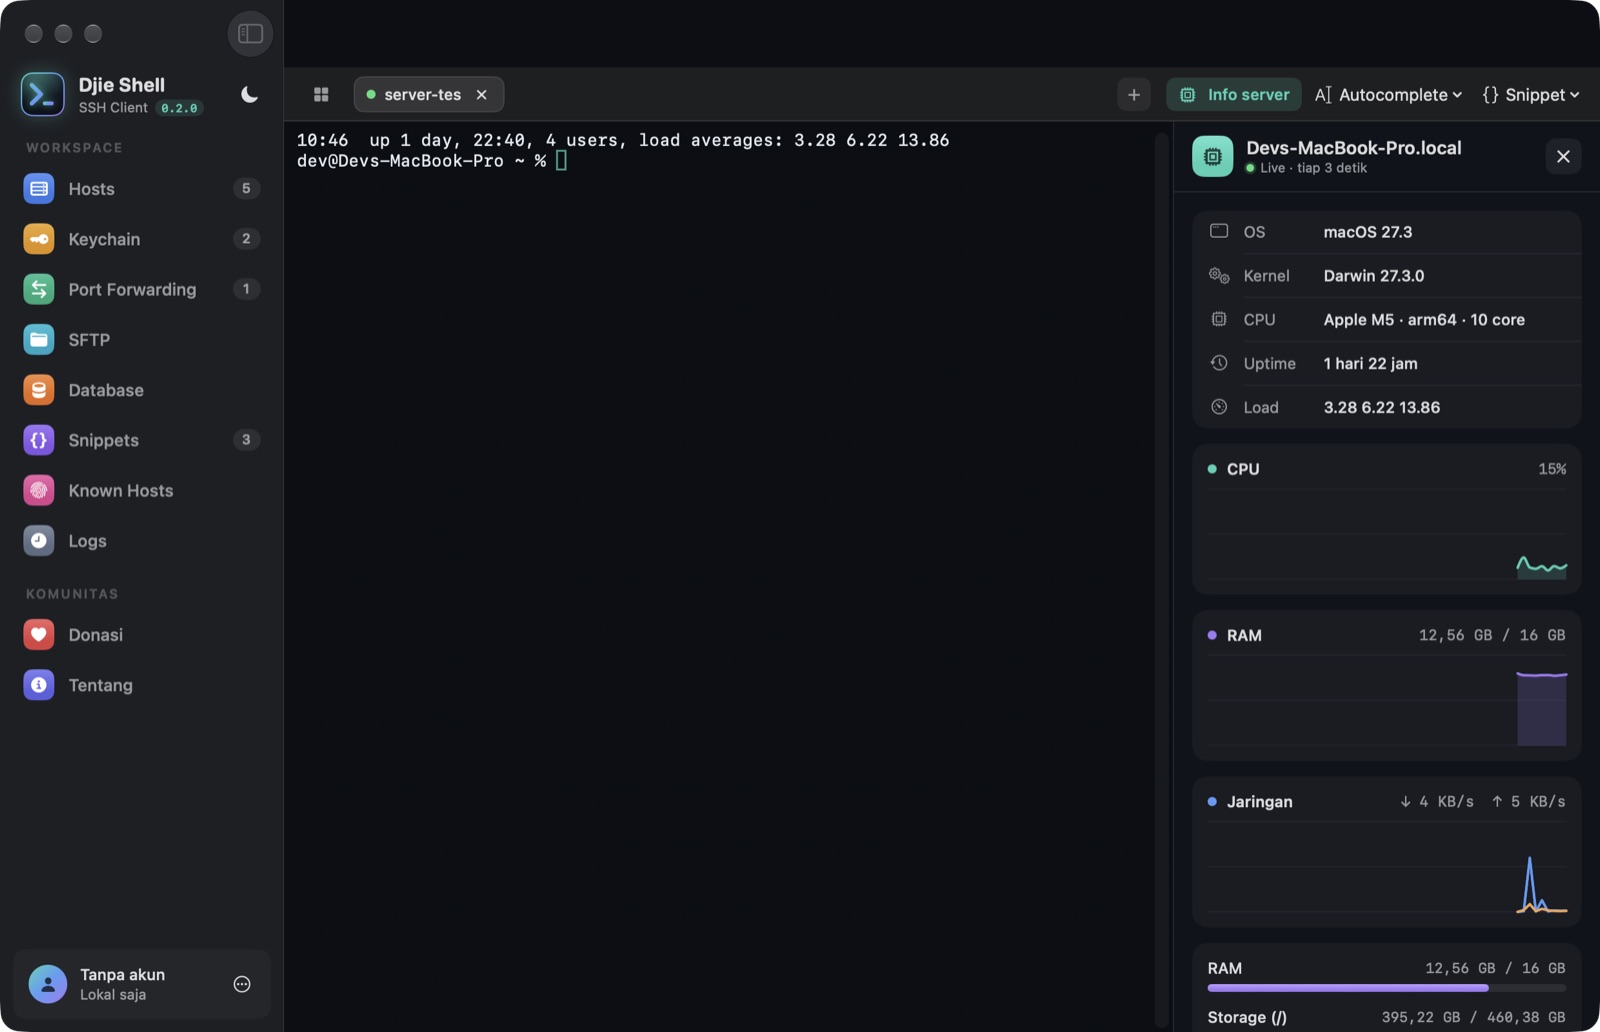 Djie Shell
SSH Client 0.2.0
WORKSPACE
Hosts 5
Keychain 2
Port Forwarding 1
SFTP
Database
Snippets 3
Known Hosts
Logs
KOMUNITAS
Donasi
Tentang
Tanpa akun
Lokal saja
server-tes
Info server
Autocomplete
{} Snippet
10:46  up 1 day, 22:40, 4 users, load averages: 3.28 6.22 13.86
dev@Devs-MacBook-Pro ~ %
Devs-MacBook-Pro.local
Live · tiap 3 detik
OS macOS 27.3
Kernel Darwin 27.3.0
CPU Apple M5 · arm64 · 10 core
Uptime 1 hari 22 jam
Load 3.28 6.22 13.86
CPU 15%
RAM 12,56 GB / 16 GB
Jaringan ↓ 4 KB/s ↑ 5 KB/s
RAM 12,56 GB / 16 GB
Storage (/) 395,22 GB / 460,38 GB